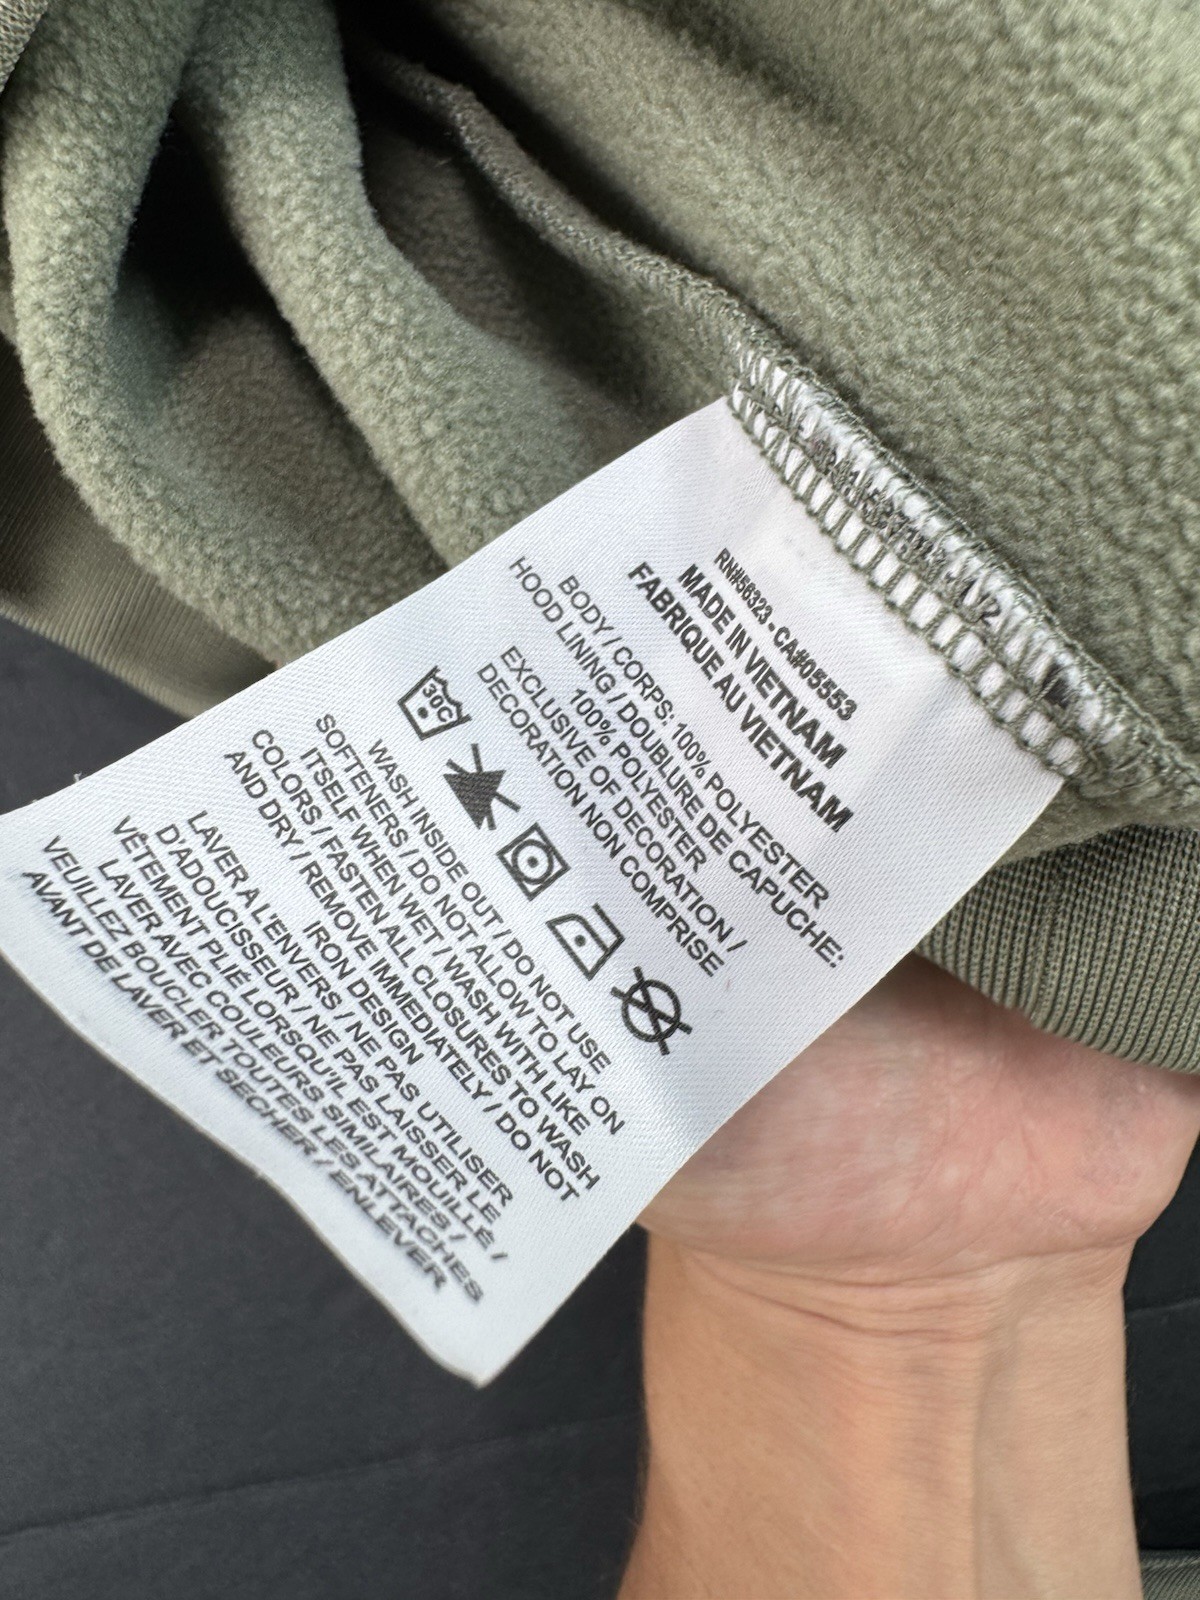 RN#56323 - CA#05553
MADE IN VIETNAM
FABRIQUE AU VIETNAM
BODY / CORPS: 100% POLYESTER
HOOD LINING / DOUBLURE DE CAPUCHE:
100% POLYESTER
EXCLUSIVE OF DECORATION /
DECORATION NON COMPRISE
30C
WASH INSIDE OUT / DO NOT USE
SOFTENERS / DO NOT ALLOW TO LAY ON
ITSELF WHEN WET / WASH WITH LIKE
COLORS / FASTEN ALL CLOSURES TO WASH
AND DRY / REMOVE IMMEDIATELY / DO NOT
IRON DESIGN
LAVER A L'ENVERS / NE PAS UTILISER
D'ADOUCISSEUR / NE PAS LAISSER LE
VÊTEMENT PLIÉ LORSQU'IL EST MOUILLÉ /
LAVER AVEC COULEURS SIMILAIRES /
VEUILLEZ BOUCLER TOUTES LES ATTACHES
AVANT DE LAVER ET SECHER / ENLEVER